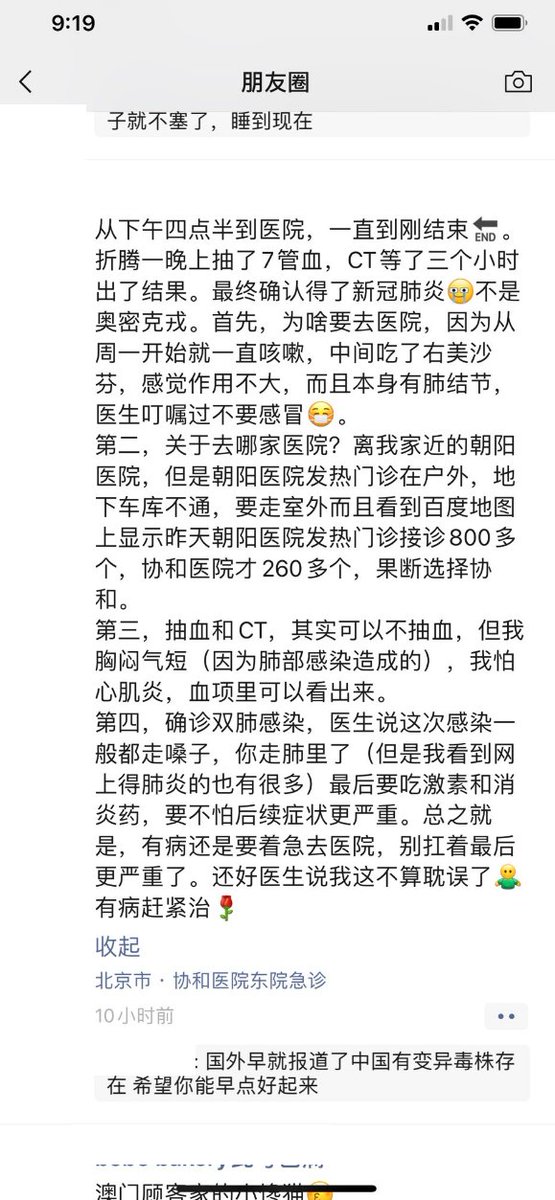 9:19
朋友圈
子就不塞了，睡到现在
从下午四点半到医院，一直到刚结束🔚。
折腾一晚上抽了7管血，CT等了三个小时
出了结果。最终确认得了新冠肺炎🥹不是
奥密克戎。首先，为啥要去医院，因为从
周一开始就一直咳嗽，中间吃了右美沙
芬，感觉作用不大，而且本身有肺结节，
医生叮嘱过不要感冒😷。
第二，关于去哪家医院？离我家近的朝阳
医院，但是朝阳医院发热门诊在户外，地
下车库不通，要走室外而且看到百度地图
上显示昨天朝阳医院发热门诊接诊800多
个，协和医院才260多个，果断选择协
和。
第三，抽血和CT，其实可以不抽血，但我
胸闷气短（因为肺部感染造成的），我怕
心肌炎，血项里可以看出来。
第四，确诊双肺感染，医生说这次感染一
般都走嗓子，你走肺里了（但是我看到网
上得肺炎的也有很多）最后要吃激素和消
炎药，要不怕后续症状更严重。总之就
是，有病还是要着急去医院，别扛着最后
更严重了。还好医生说我这不算耽误了
有病赶紧治🌹
收起
北京市·协和医院东院急诊
10小时前
: 国外早就报道了中国有变异毒株存
在 希望你能早点好起来
澳门顾客家的小馋猫